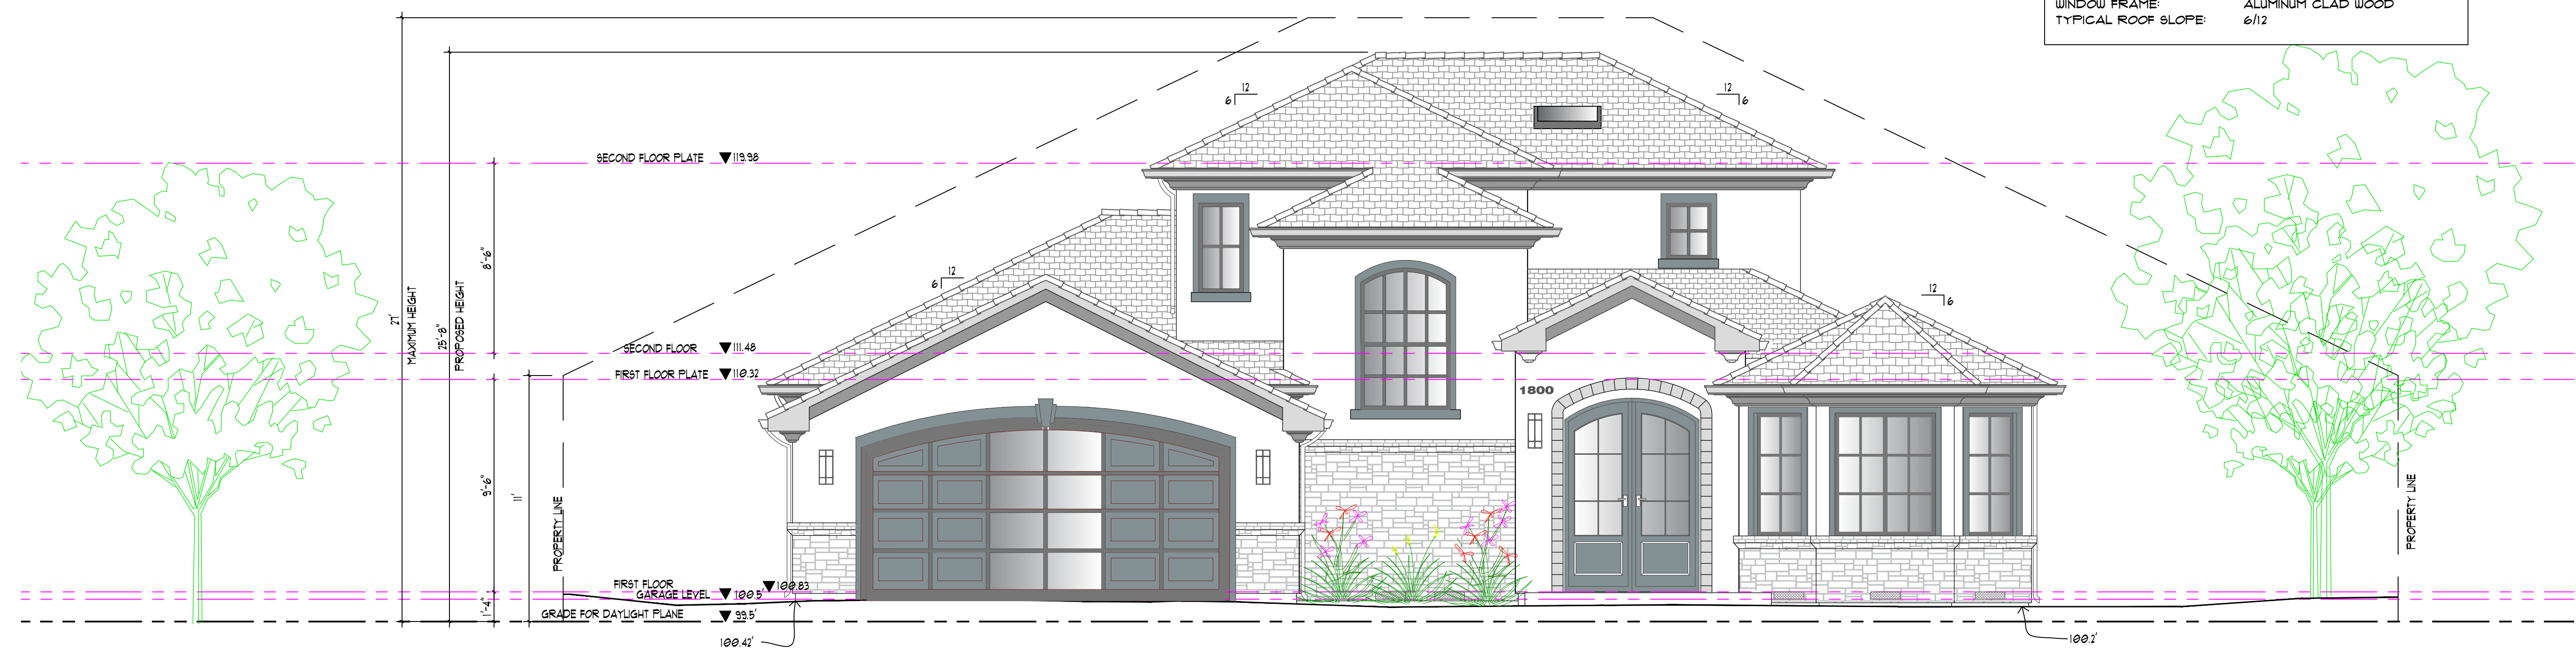 WINDOW FRAME: ALUMINUM CLAD WOOD
TYPICAL ROOF SLOPE: 6/12
12
6
12
6
SECOND FLOOR PLATE 119.98
8'-6"
12
6
12
6
27'
MAXIMUM HEIGHT
25'-8"
PROPOSED HEIGHT
SECOND FLOOR 111.48
FIRST FLOOR PLATE 110.32
1800
9'-6"
11'
PROPERTY LINE
PROPERTY LINE
FIRST FLOOR 100.83
GARAGE LEVEL 100.5'
1'-4"
GRADE FOR DAYLIGHT PLANE 99.5'
100.42'
100.2'